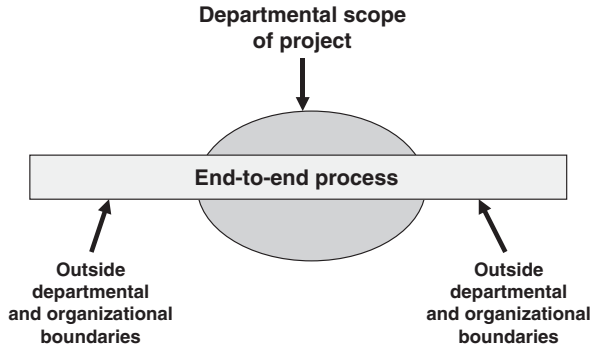 Departmental scope
of project
End-to-end process
Outside
departmental
and organizational
boundaries
Outside
departmental
and organizational
boundaries